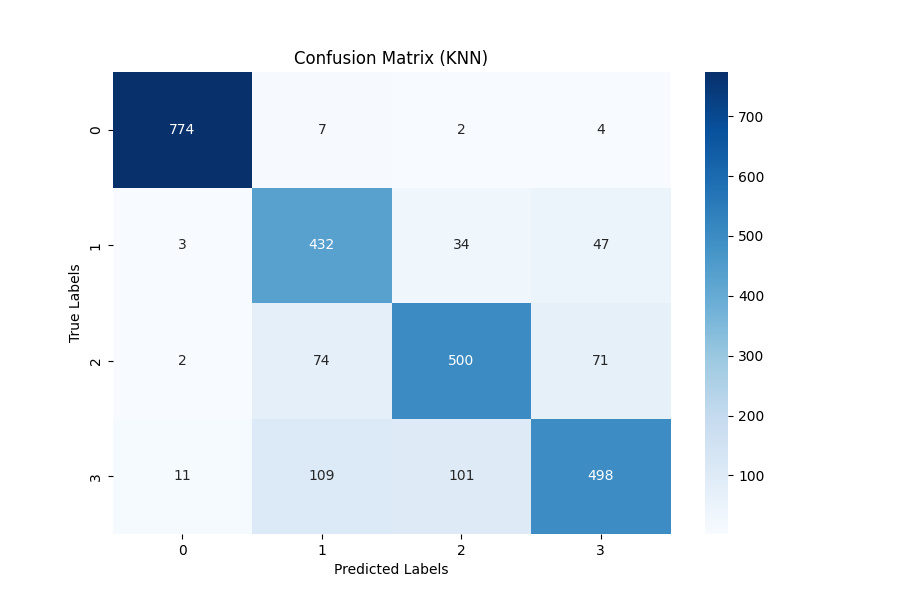 Confusion Matrix (KNN)
True Labels
0 774 7 2 4
1 3 432 34 47
2 2 74 500 71
3 11 109 101 498
0 1 2 3
Predicted Labels
700
600
500
400
300
200
100